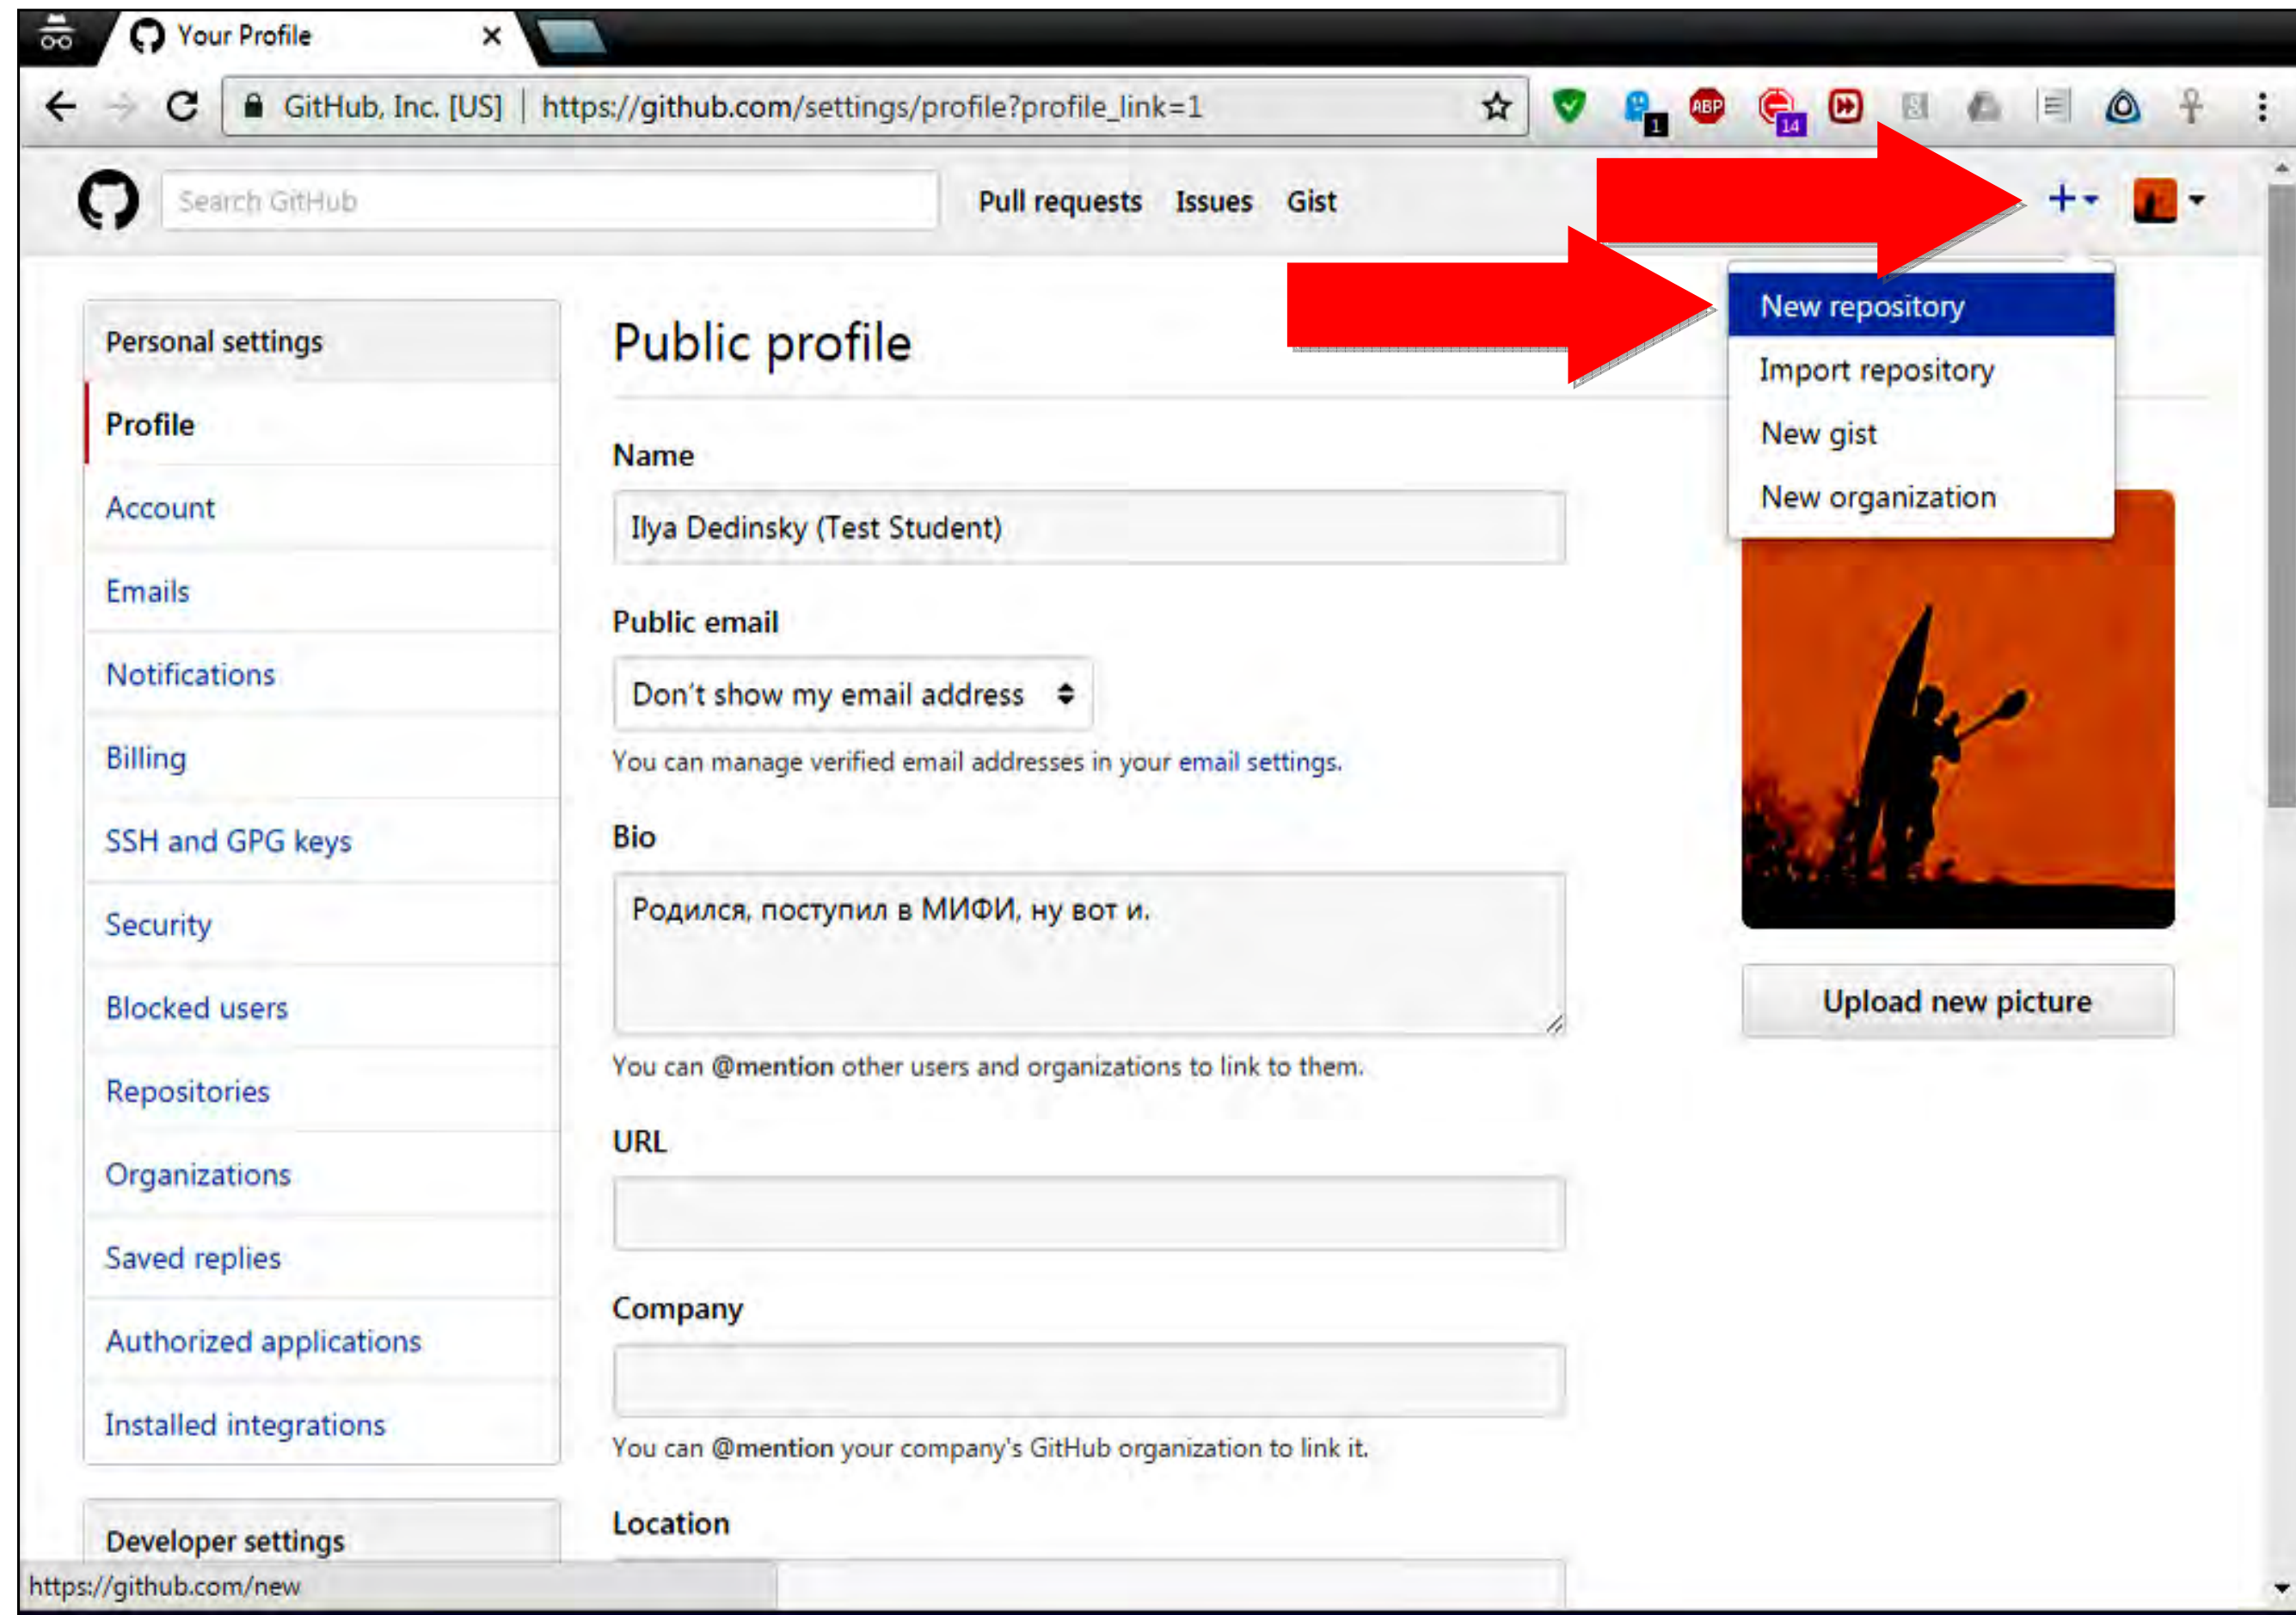 Your Profile
GitHub, Inc. [US] | https://github.com/settings/profile?profile_link=1
1
ABP
14
Search GitHub
Pull requests Issues Gist
New repository
Import repository
New gist
New organization
Personal settings
Profile
Account
Emails
Notifications
Billing
SSH and GPG keys
Security
Blocked users
Repositories
Organizations
Saved replies
Authorized applications
Installed integrations
Developer settings
Public profile
Name
Ilya Dedinsky (Test Student)
Public email
Don't show my email address
You can manage verified email addresses in your email settings.
Bio
Родился, поступил в МИФИ, ну вот и.
You can @mention other users and organizations to link to them.
URL
Company
You can @mention your company's GitHub organization to link it.
Location
Upload new picture
https://github.com/new